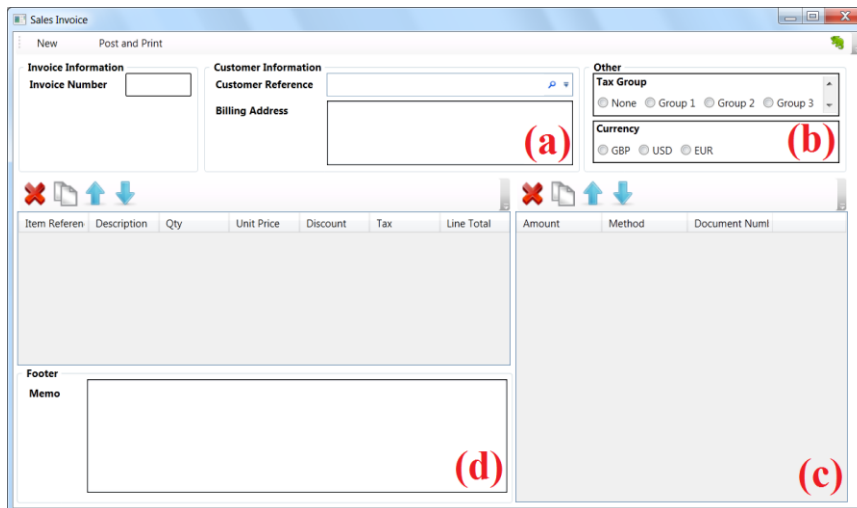 Sales Invoice
New Post and Print
Invoice Information
Invoice Number
Customer Information
Customer Reference
Billing Address
(a)
Other
Tax Group
None Group 1 Group 2 Group 3
Currency
GBP USD EUR
(b)
Item Referen Description Qty Unit Price Discount Tax Line Total
Amount Method Document Numl
Footer
Memo
(d)
(c)